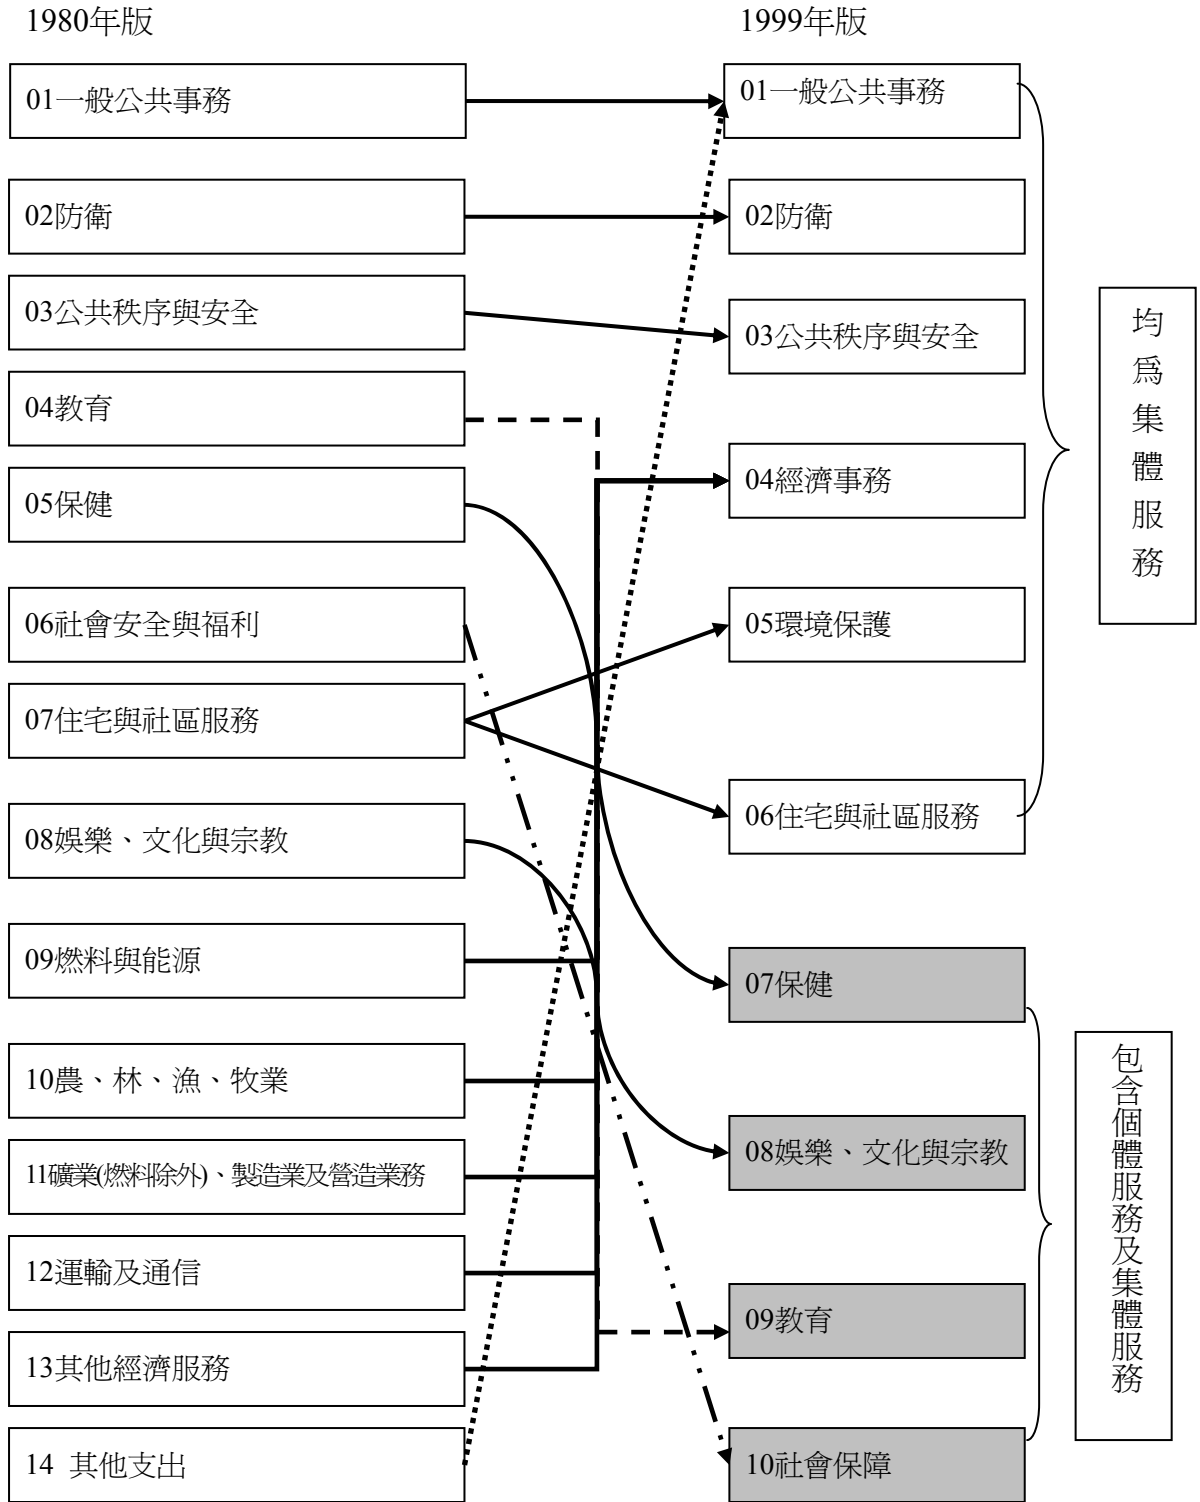 1980年版
1999年版
01一般公共事務
02防衛
03公共秩序與安全
04教育
05保健
06社會安全與福利
07住宅與社區服務
08娛樂、文化與宗教
09燃料與能源
10農、林、漁、牧業
11礦業(燃料除外)、製造業及營造業務
12運輸及通信
13其他經濟服務
14 其他支出
01一般公共事務
02防衛
03公共秩序與安全
04經濟事務
05環境保護
06住宅與社區服務
07保健
08娛樂、文化與宗教
09教育
10社會保障
均爲集體服務
包含個體服務及集體服務